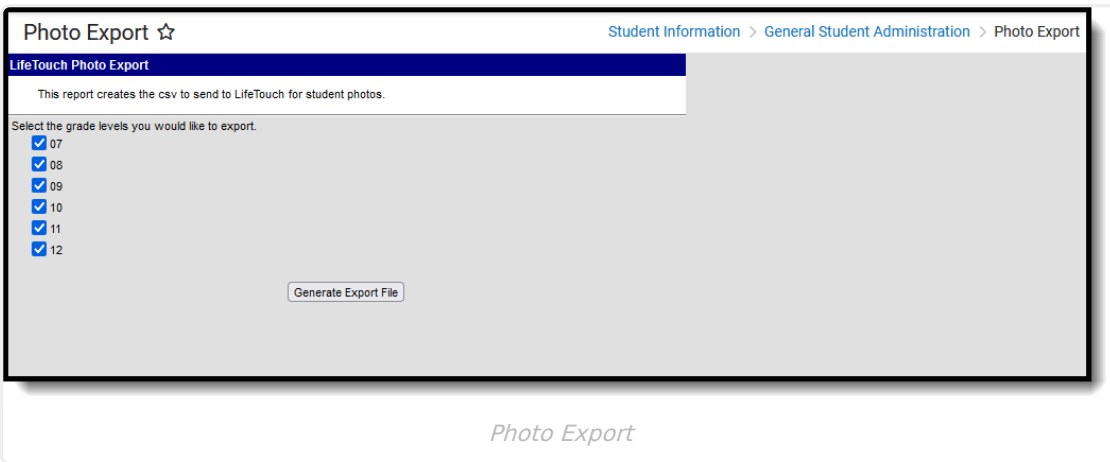 Photo Export ☆
Student Information > General Student Administration > Photo Export
LifeTouch Photo Export
This report creates the csv to send to LifeTouch for student photos.
Select the grade levels you would like to export.
07
08
09
10
11
12
Generate Export File
Photo Export